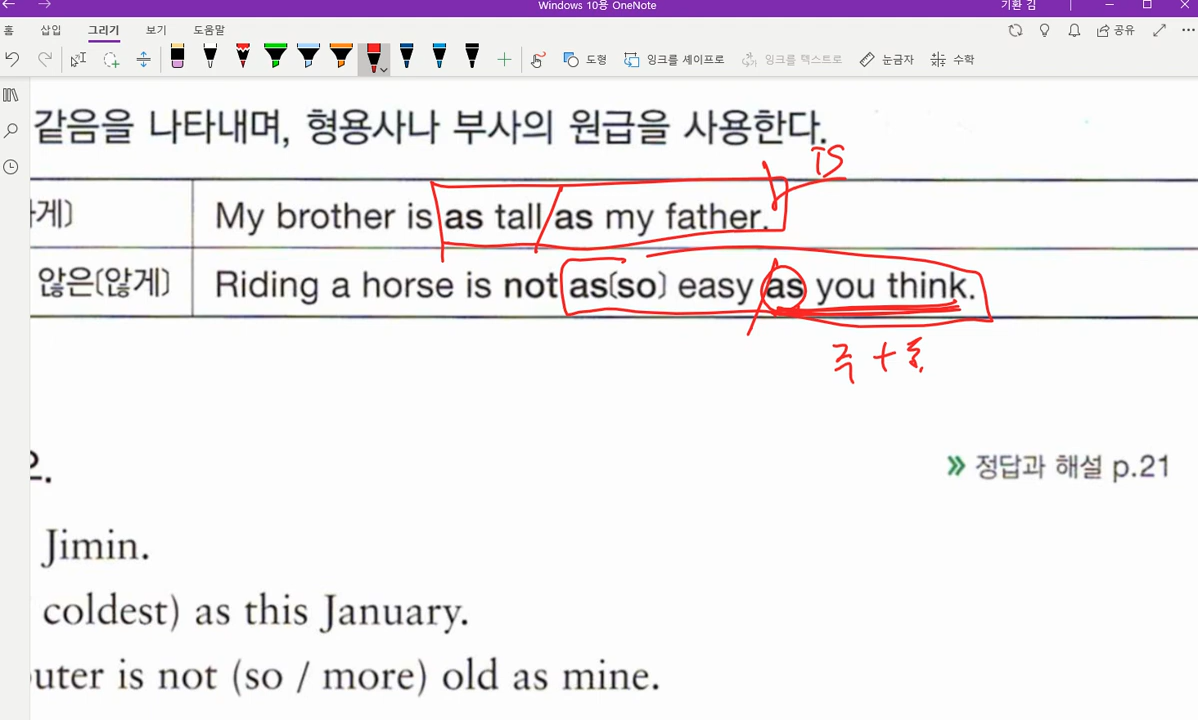 Windows 10용 OneNote
기환 김
홈 삽입 그리기 보기 도움말
공유
도형 잉크를 셰이프로 잉크를 텍스트로 눈금자 수학
같음을 나타내며, 형용사나 부사의 원급을 사용한다.
is
하게] My brother is as tall as my father.
않은[않게] Riding a horse is not as[so] easy as you think.
주 + 동
오.
정답과 해설 p.21
Jimin.
coldest) as this January.
uter is not (so / more) old as mine.